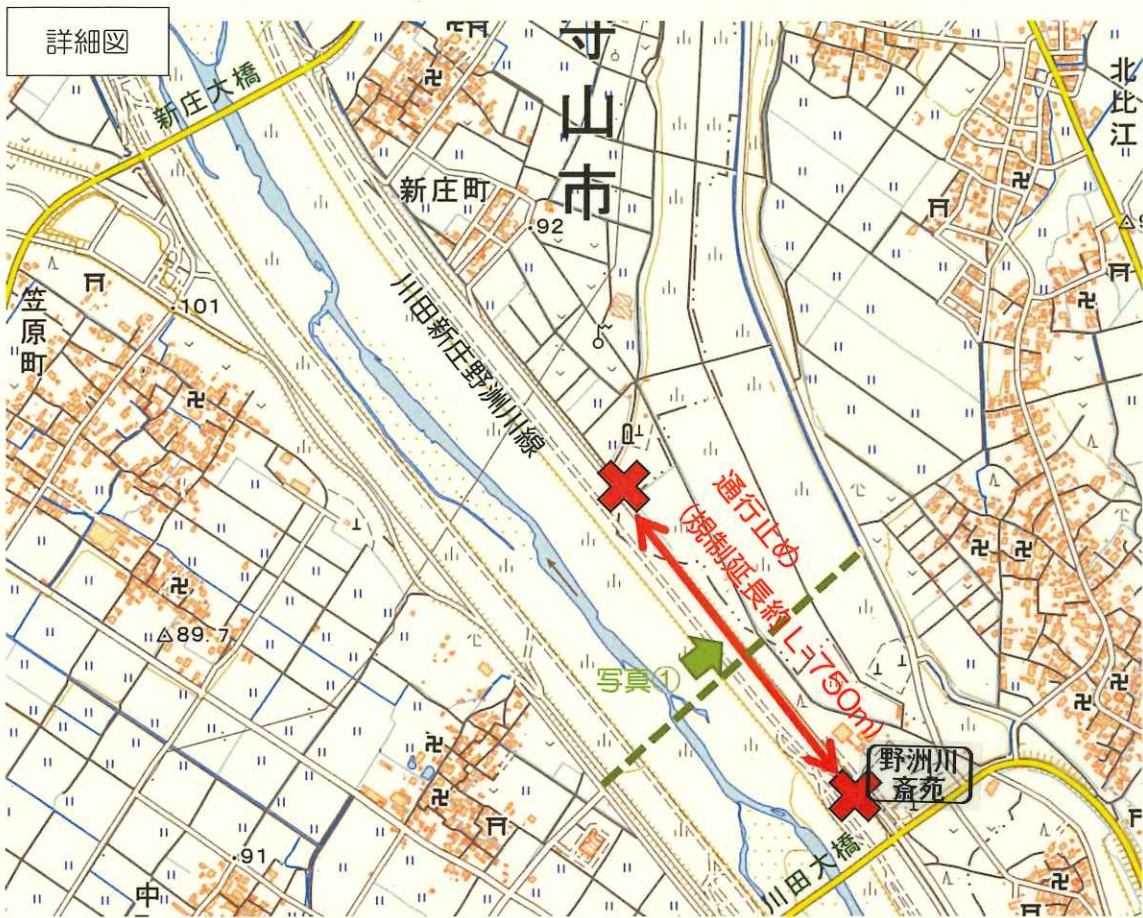 詳細図
新庄大橋
守
山
市
北比江
新庄町
92
川田新庄野洲川線
101
笠原町
通行止め
(規制延長約 L=750m)
89.7
写真①
野洲川
斎苑
川田大橋
91
中